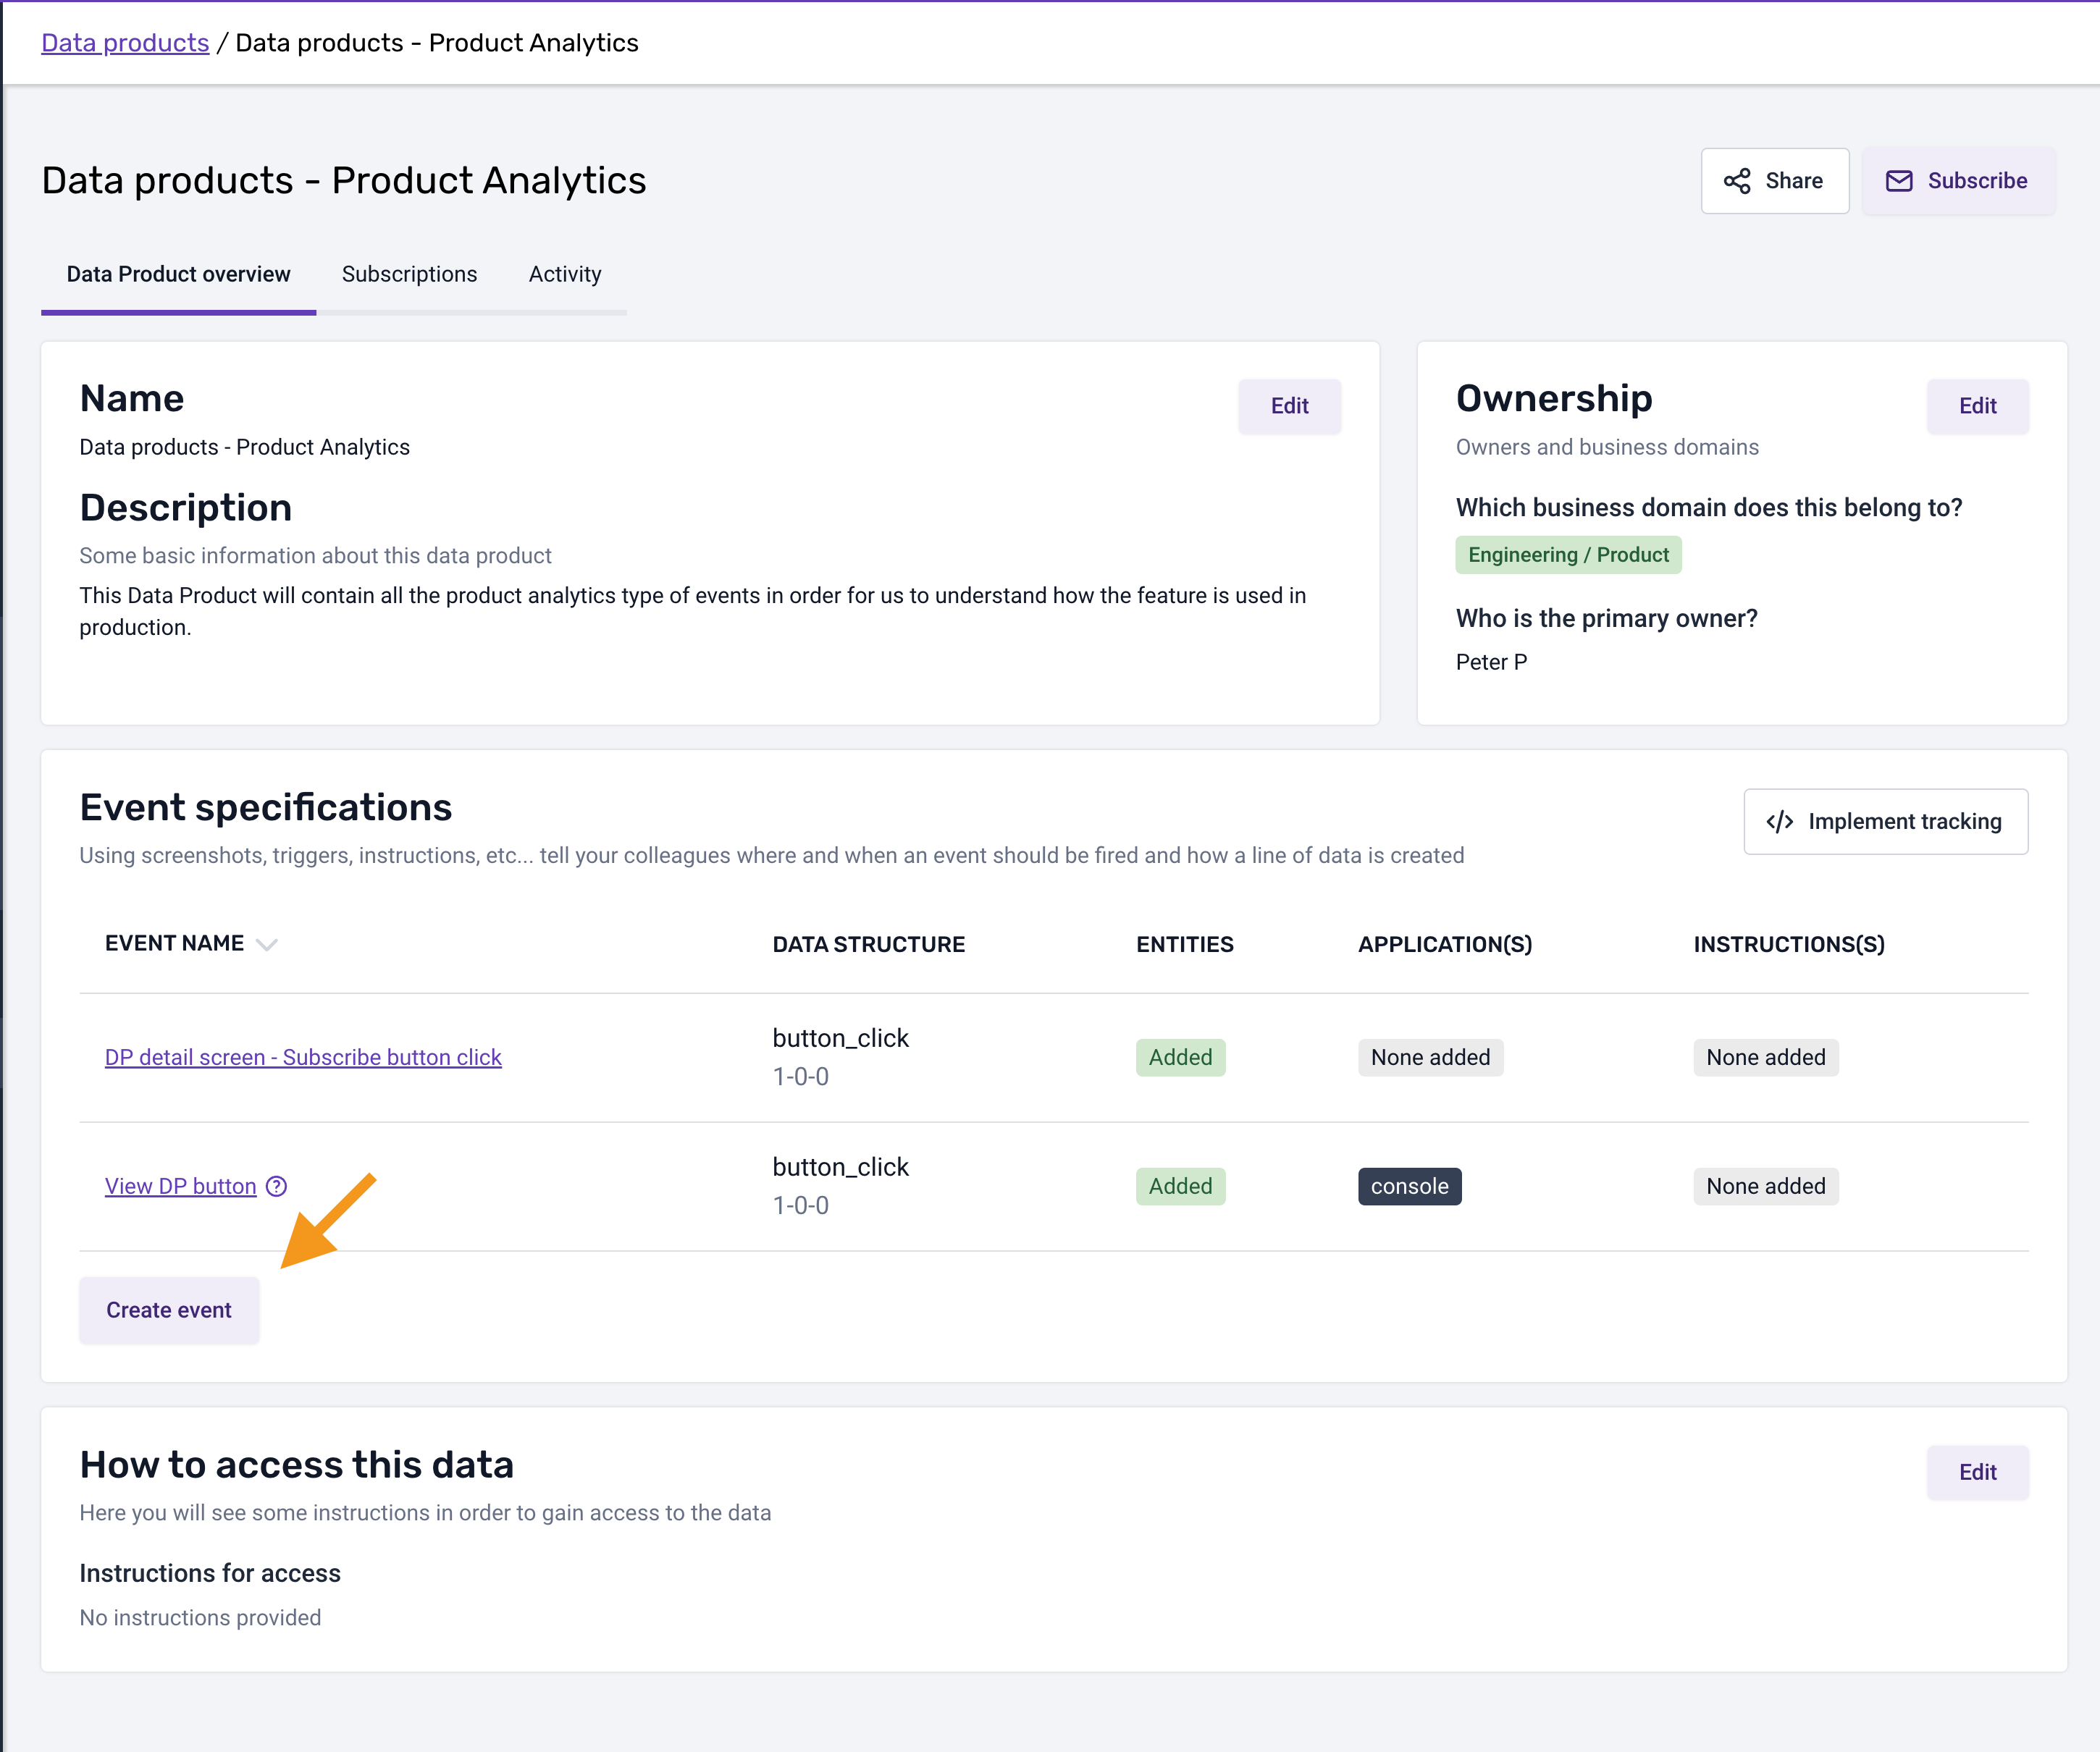 Data products / Data products - Product Analytics
Data products - Product Analytics
Share
Subscribe
Data Product overview
Subscriptions
Activity
Name
Edit
Data products - Product Analytics
Description
Some basic information about this data product
This Data Product will contain all the product analytics type of events in order for us to understand how the feature is used in
production.
Ownership
Edit
Owners and business domains
Which business domain does this belong to?
Engineering / Product
Who is the primary owner?
Peter P
Event specifications
Implement tracking
Using screenshots, triggers, instructions, etc... tell your colleagues where and when an event should be fired and how a line of data is created
EVENT NAME DATA STRUCTURE ENTITIES APPLICATION(S) INSTRUCTIONS(S)
DP detail screen - Subscribe button click
button_click
1-0-0
Added
None added
None added
View DP button
button_click
1-0-0
Added
console
None added
Create event
How to access this data
Edit
Here you will see some instructions in order to gain access to the data
Instructions for access
No instructions provided